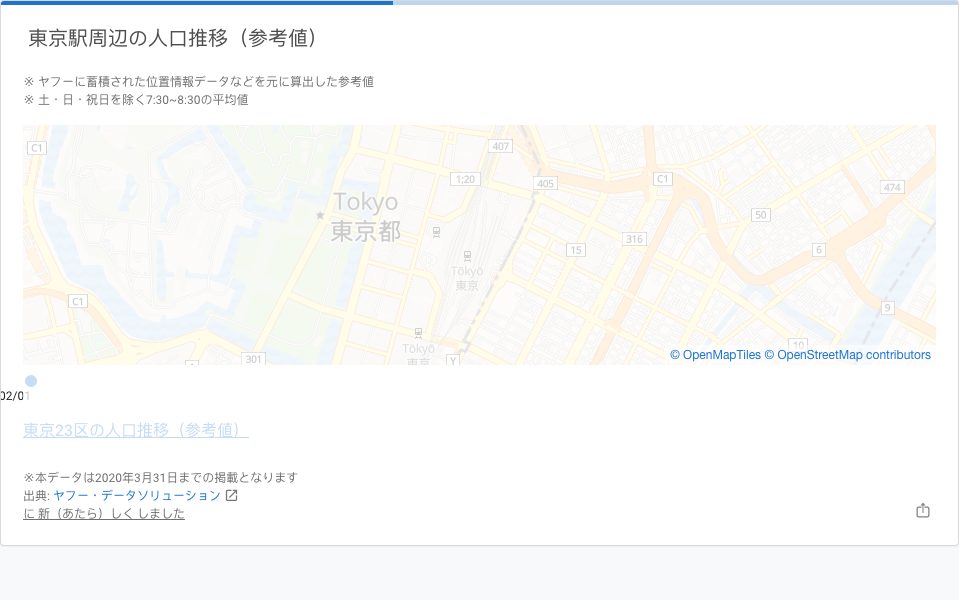 東京駅周辺の人口推移（参考値）
※ ヤフーに蓄積された位置情報データなどを元に算出した参考値
※ 土・日・祝日を除く7:30~8:30の平均値
C1
407
1;20
405
C1
474
Tokyo
東京都
50
316
15
6
Tōkyō
東京
C1
9
10
301
Tōkyō
東京
Y
© OpenMapTiles © OpenStreetMap contributors
02/01
東京23区の人口推移（参考値）
※本データは2020年3月31日までの掲載となります
出典: ヤフー・データソリューション
に 新（あたら）しく しました